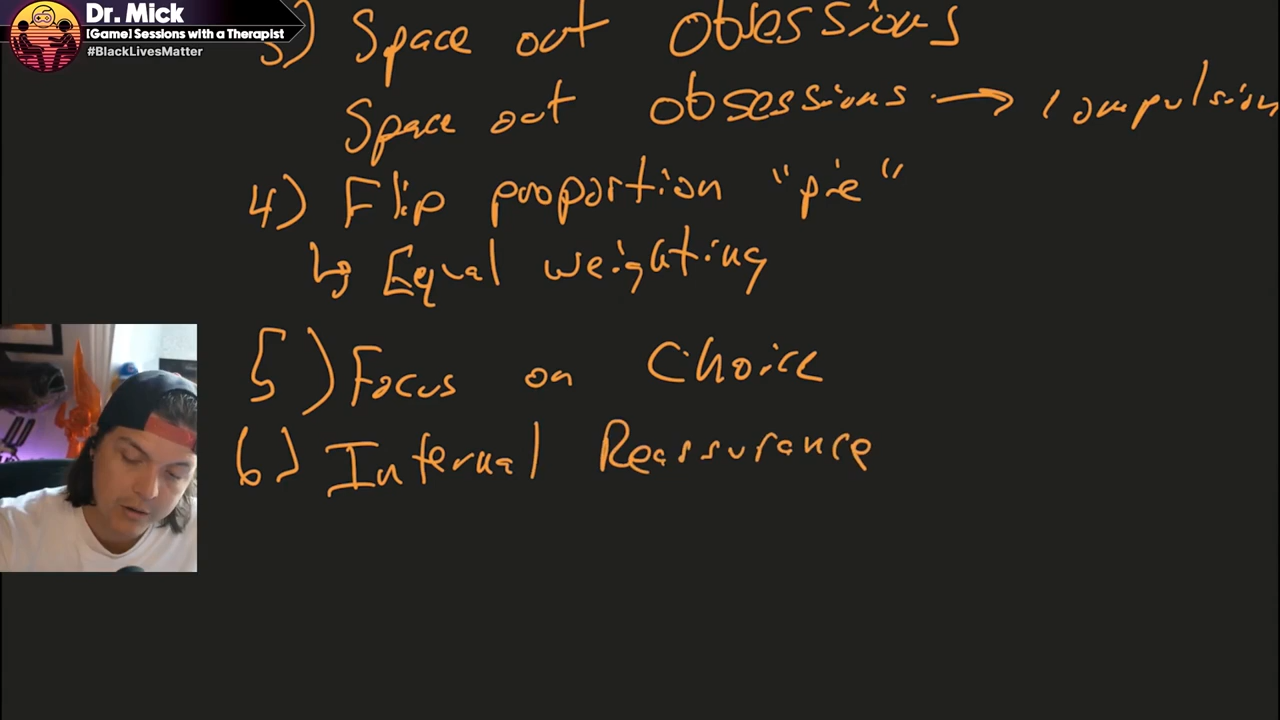 Dr. Mick
[Game] Sessions with a Therapist
#BlackLivesMatter
3) Space out obsessions
Space out obsessions → compulsion
4) Flip proportion "pie"
↳ Equal weighting
5) Focus on Choice
6) Internal Reassurance